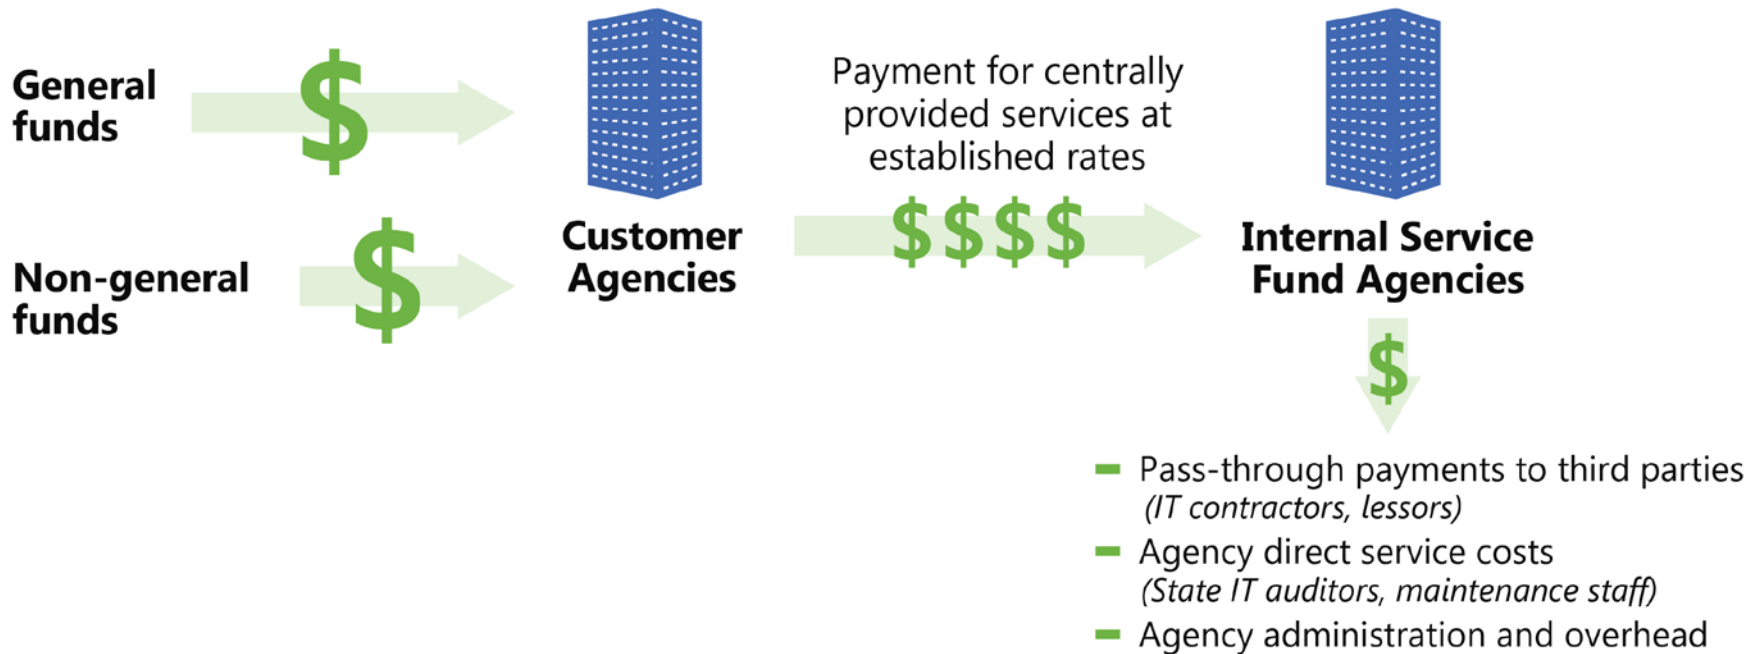 General
funds
$
Non-general
funds
$
Customer
Agencies
Payment for centrally
provided services at
established rates
$$$$
Internal Service
Fund Agencies
$
Pass-through payments to third parties
(IT contractors, lessors)
Agency direct service costs
(State IT auditors, maintenance staff)
Agency administration and overhead